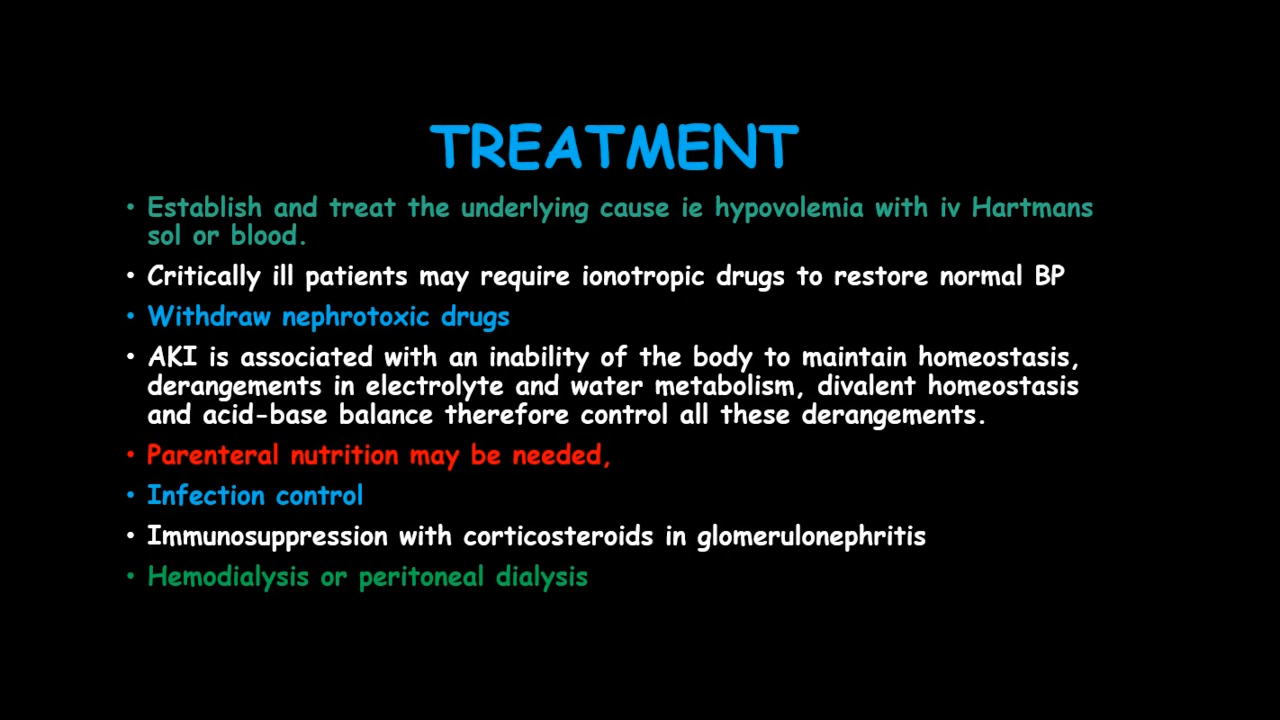 TREATMENT
• Establish and treat the underlying cause ie hypovolemia with iv Hartmans
sol or blood.
• Critically ill patients may require ionotropic drugs to restore normal BP
• Withdraw nephrotoxic drugs
• AKI is associated with an inability of the body to maintain homeostasis,
derangements in electrolyte and water metabolism, divalent homeostasis
and acid-base balance therefore control all these derangements.
• Parenteral nutrition may be needed,
• Infection control
• Immunosuppression with corticosteroids in glomerulonephritis
• Hemodialysis or peritoneal dialysis